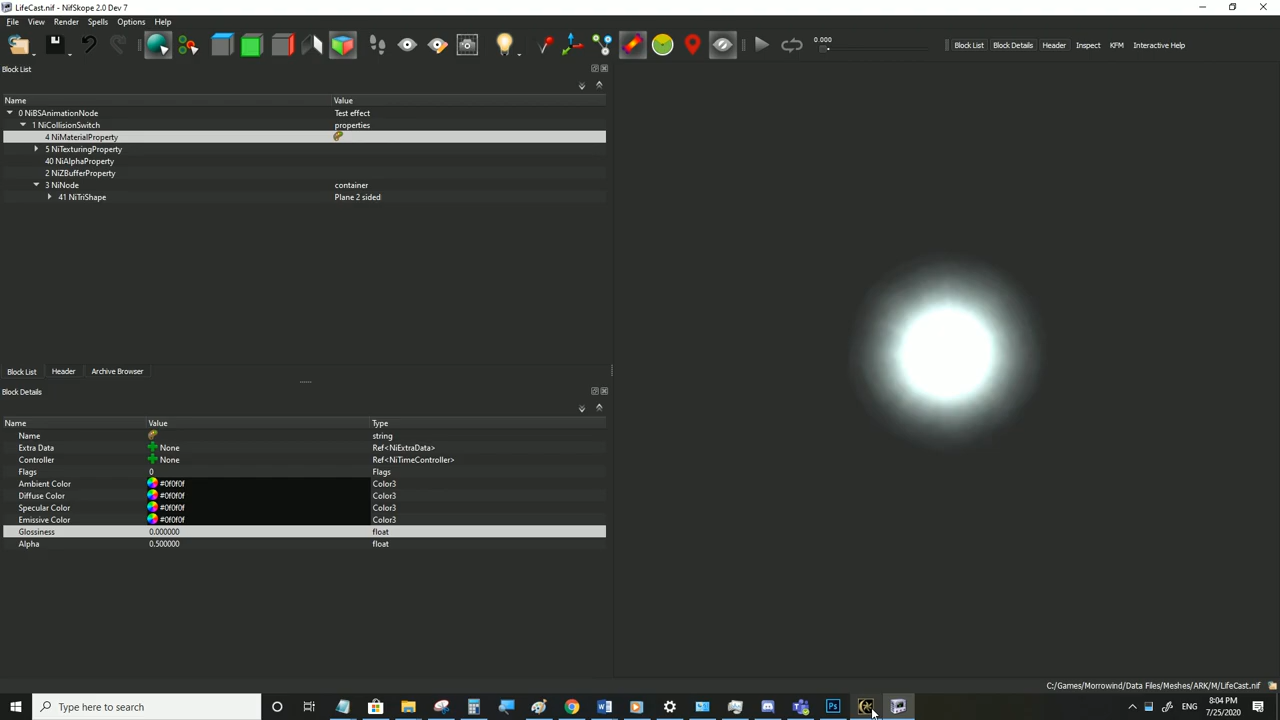 LifeCast.nif - NifSkope 2.0 Dev 7
File View Render Spells Options Help
0.000
Block List Block Details Header Inspect KFM Interactive Help
Block List
Name Value
0 NiBSAnimationNode Test effect
1 NiCollisionSwitch properties
4 NiMaterialProperty
5 NiTexturingProperty
40 NiAlphaProperty
2 NiZBufferProperty
3 NiNode container
41 NiTriShape Plane 2 sided
Block List Header Archive Browser
Block Details
Name Value Type
Name string
Extra Data None Ref<NiExtraData>
Controller None Ref<NiTimeController>
Flags 0 Flags
Ambient Color #0f0f0f Color3
Diffuse Color #0f0f0f Color3
Specular Color #0f0f0f Color3
Emissive Color #0f0f0f Color3
Glossiness 0.000000 float
Alpha 0.500000 float
C:/Games/Morrowind/Data Files/Meshes/ARK/M/LifeCast.nif
Type here to search
Ps
ENG
8:04 PM
7/25/2020